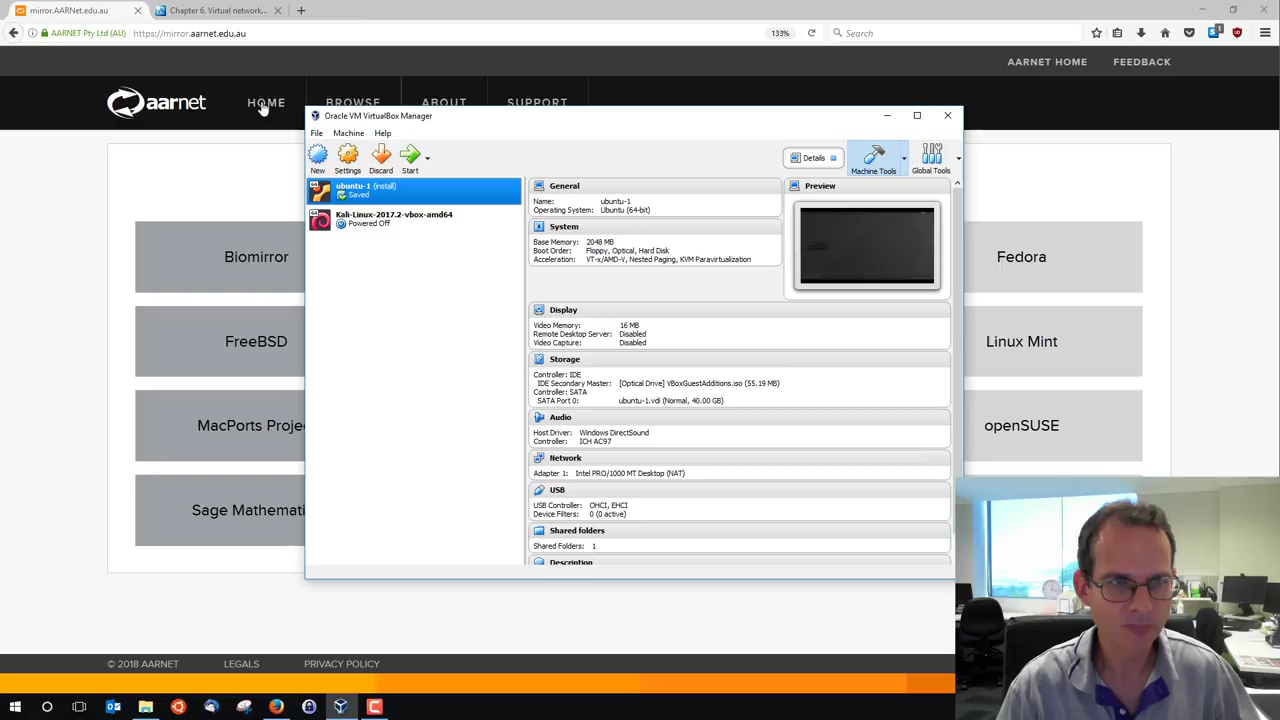 mirror.AARNet.edu.au
Chapter 6. Virtual network...
AARNET Pty Ltd (AU)
https://mirror.aarnet.edu.au
133%
Search
1
AARNET HOME
FEEDBACK
aarnet
HOME
BROWSE
ABOUT
SUPPORT
Oracle VM VirtualBox Manager
File
Machine
Help
New
Settings
Discard
Start
Details
Machine Tools
Global Tools
ubuntu-1 (install)
Saved
Kali-Linux-2017.2-vbox-amd64
Powered Off
General
Name: ubuntu-1
Operating System: Ubuntu (64-bit)
System
Base Memory: 2048 MB
Boot Order: Floppy, Optical, Hard Disk
Acceleration: VT-x/AMD-V, Nested Paging, KVM Paravirtualization
Preview
Display
Video Memory: 16 MB
Remote Desktop Server: Disabled
Video Capture: Disabled
Storage
Controller: IDE
IDE Secondary Master: [Optical Drive] VBoxGuestAdditions.iso (55.19 MB)
Controller: SATA
SATA Port 0: ubuntu-1.vdi (Normal, 40.00 GB)
Audio
Host Driver: Windows DirectSound
Controller: ICH AC97
Network
Adapter 1: Intel PRO/1000 MT Desktop (NAT)
USB
USB Controller: OHCI, EHCI
Device Filters: 0 (0 active)
Shared folders
Shared Folders: 1
Description
Biomirror
Fedora
FreeBSD
Linux Mint
MacPorts Proje
openSUSE
Sage Mathemati
© 2018 AARNET
LEGALS
PRIVACY POLICY